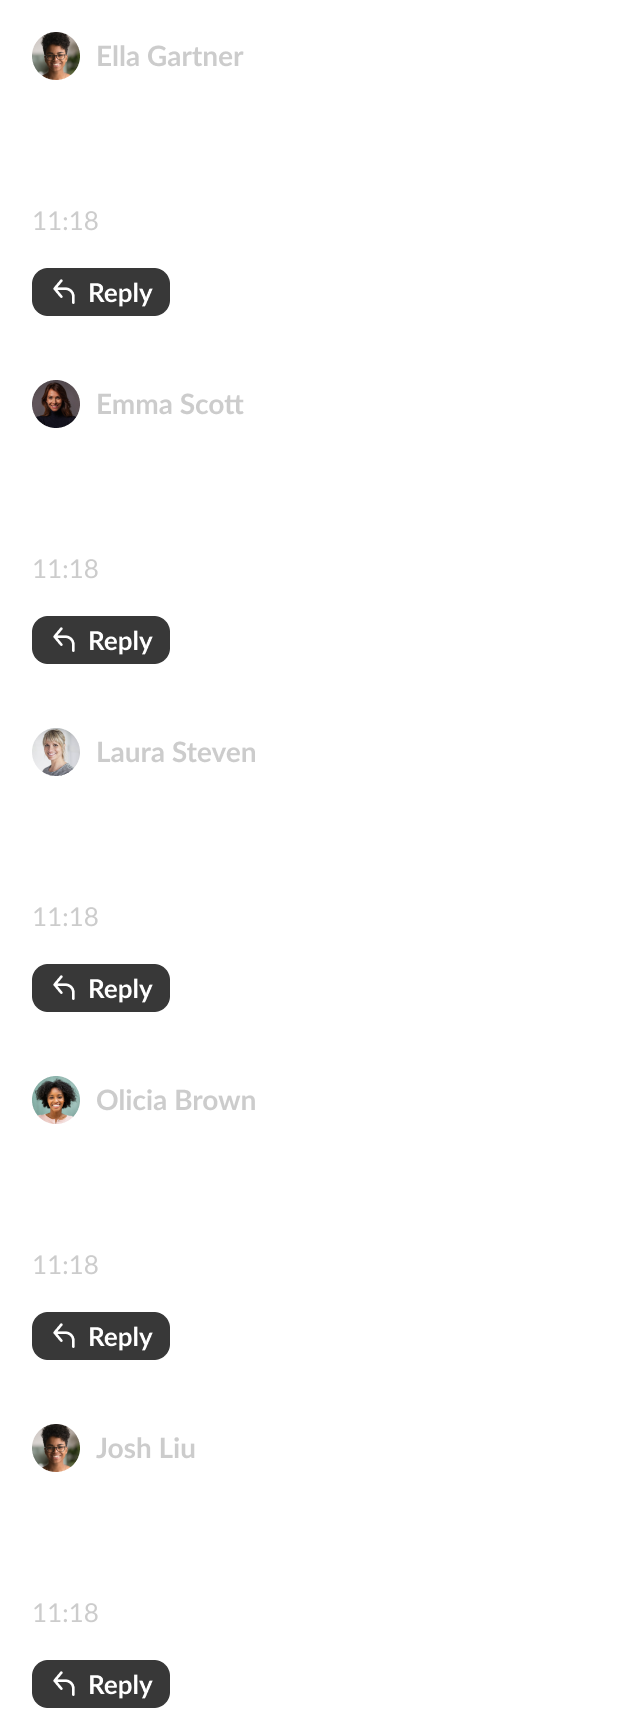 Ella Gartner
11:18
Reply
Emma Scott
11:18
Reply
Laura Steven
11:18
Reply
Olicia Brown
11:18
Reply
Josh Liu
11:18
Reply